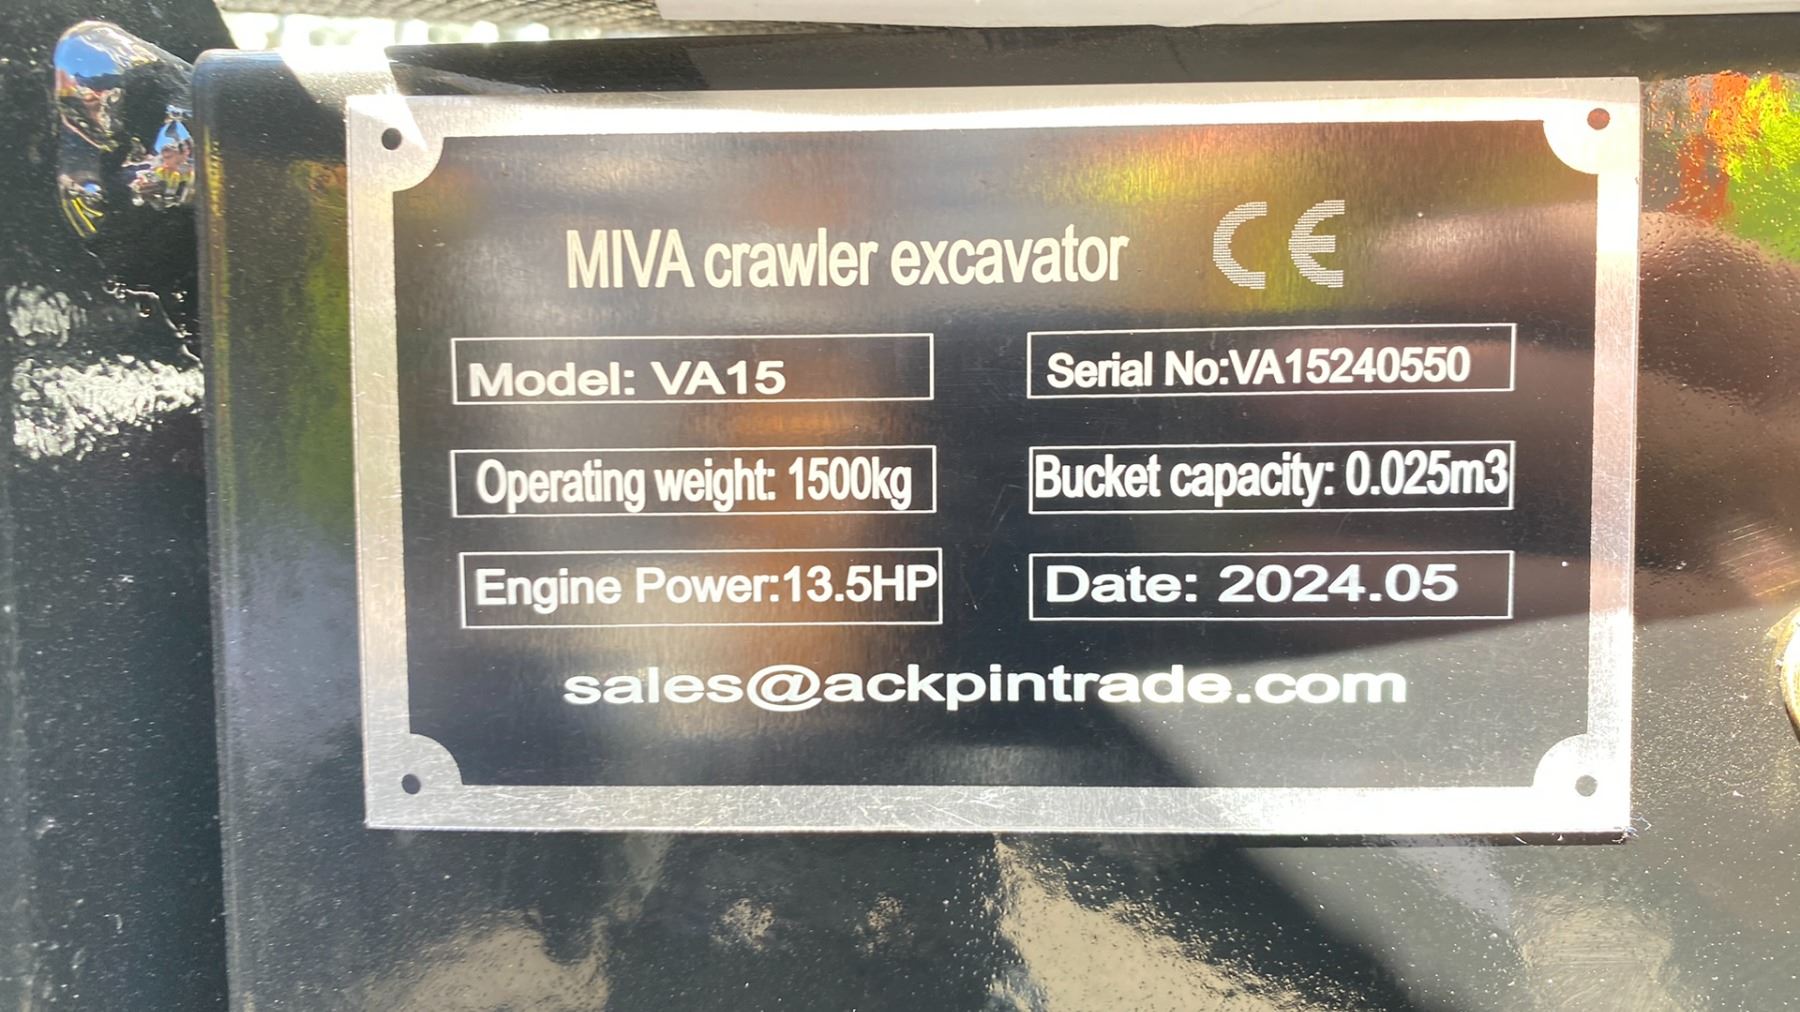 MIVA crawler excavator CE
Model: VA15
Serial No:VA15240550
Operating weight: 1500kg
Bucket capacity: 0.025m3
Engine Power:13.5HP
Date: 2024.05
sales@ackpintrade.com